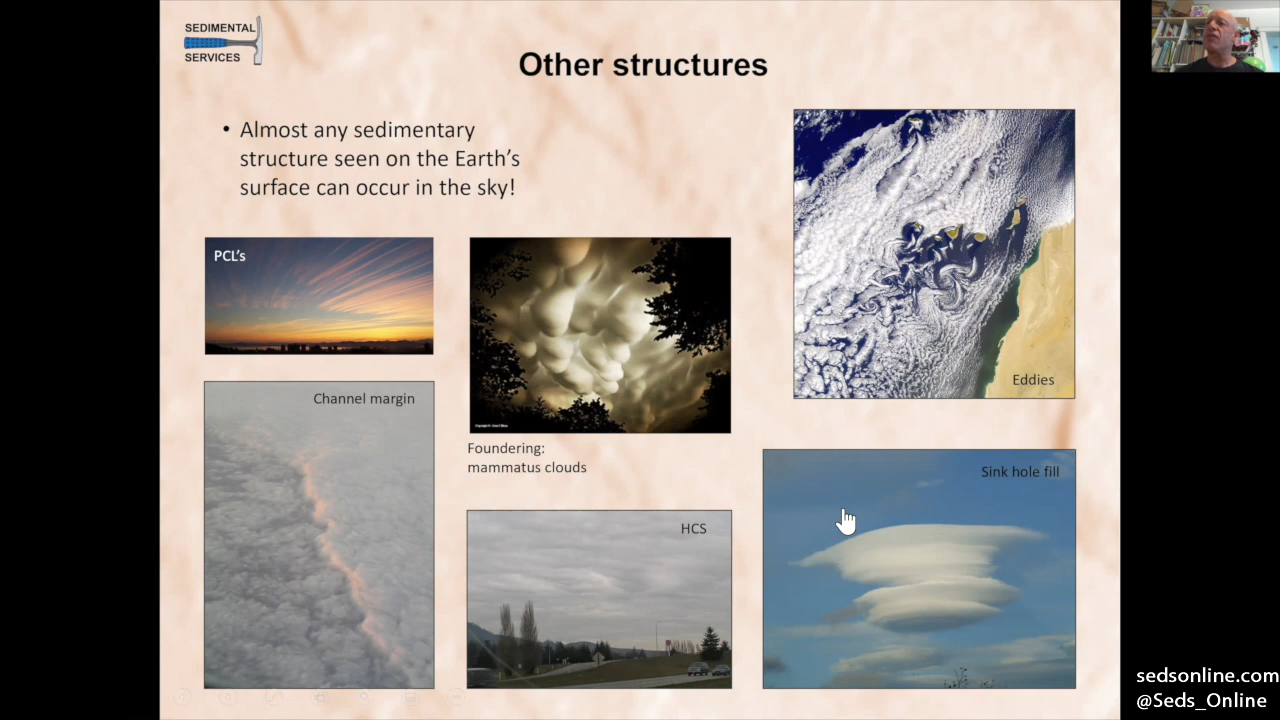 SEDIMENTAL
SERVICES
Other structures
• Almost any sedimentary
structure seen on the Earth's
surface can occur in the sky!
PCL's
Channel margin
Foundering:
mammatus clouds
HCS
Eddies
Sink hole fill
sedsonline.com
@Seds_Online